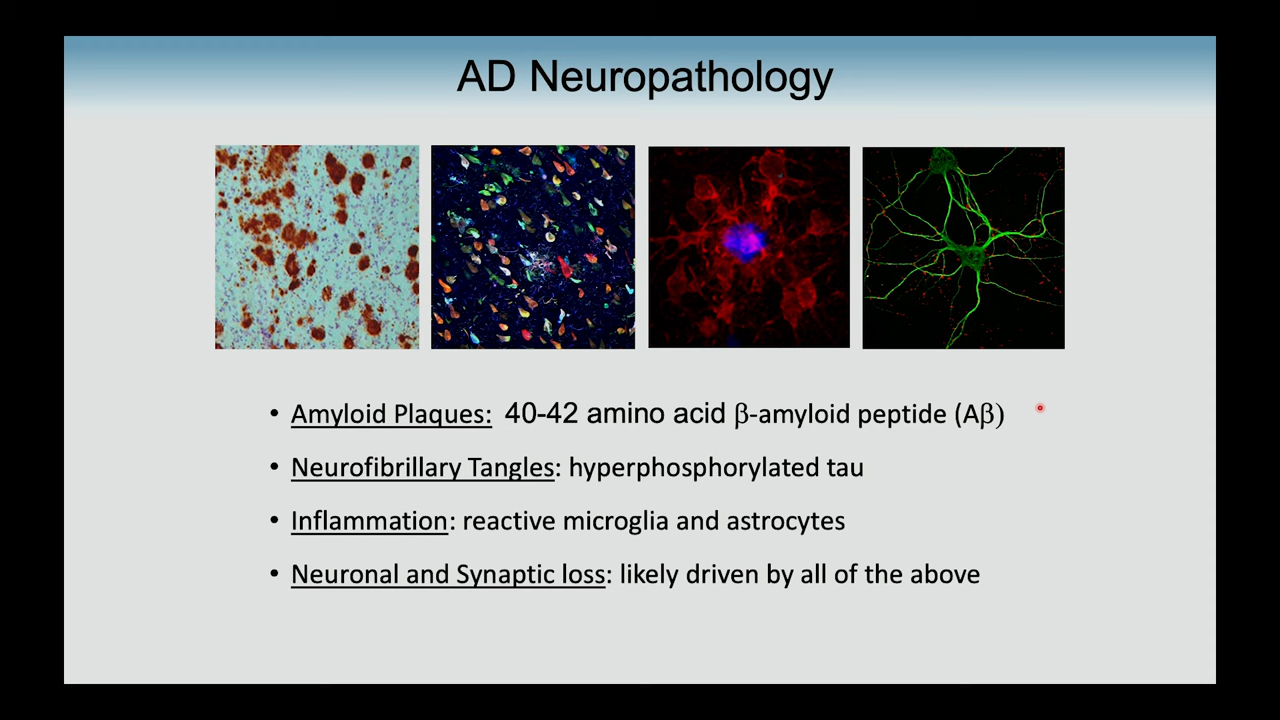 AD Neuropathology
• Amyloid Plaques: 40-42 amino acid β-amyloid peptide (Aβ)
• Neurofibrillary Tangles: hyperphosphorylated tau
• Inflammation: reactive microglia and astrocytes
• Neuronal and Synaptic loss: likely driven by all of the above